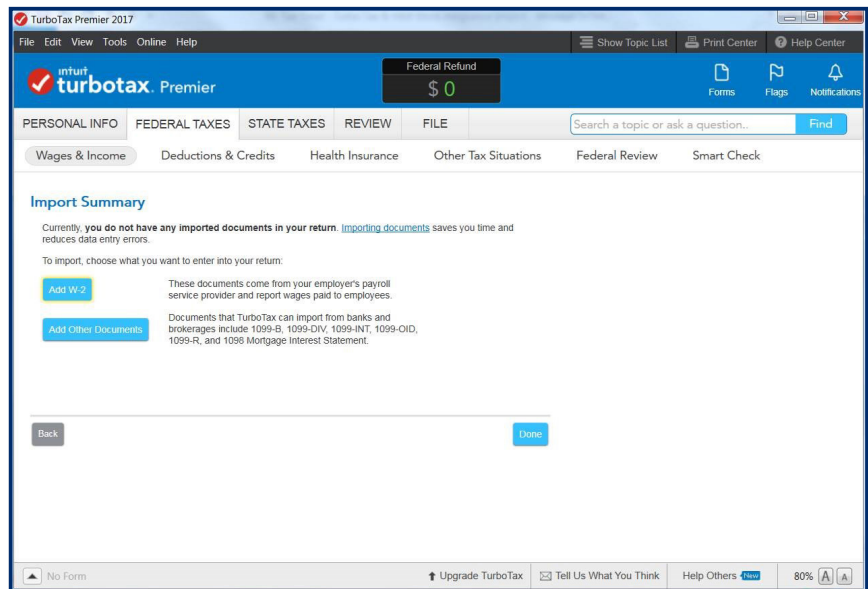 TurboTax Premier 2017
File Edit View Tools Online Help
Show Topic List
Print Center
Help Center
intuit
turbotax. Premier
Federal Refund
$ 0
Forms
Flags
Notifications
PERSONAL INFO
FEDERAL TAXES
STATE TAXES
REVIEW
FILE
Search a topic or ask a question..
Find
Wages & Income
Deductions & Credits
Health Insurance
Other Tax Situations
Federal Review
Smart Check
Import Summary
Currently, you do not have any imported documents in your return. Importing documents saves you time and
reduces data entry errors.
To import, choose what you want to enter into your return:
Add W-2
These documents come from your employer's payroll
service provider and report wages paid to employees.
Add Other Documents
Documents that TurboTax can import from banks and
brokerages include 1099-B, 1099-DIV, 1099-INT, 1099-OID,
1099-R, and 1098 Mortgage Interest Statement.
Back
Done
No Form
Upgrade TurboTax
Tell Us What You Think
Help Others New
80% A A